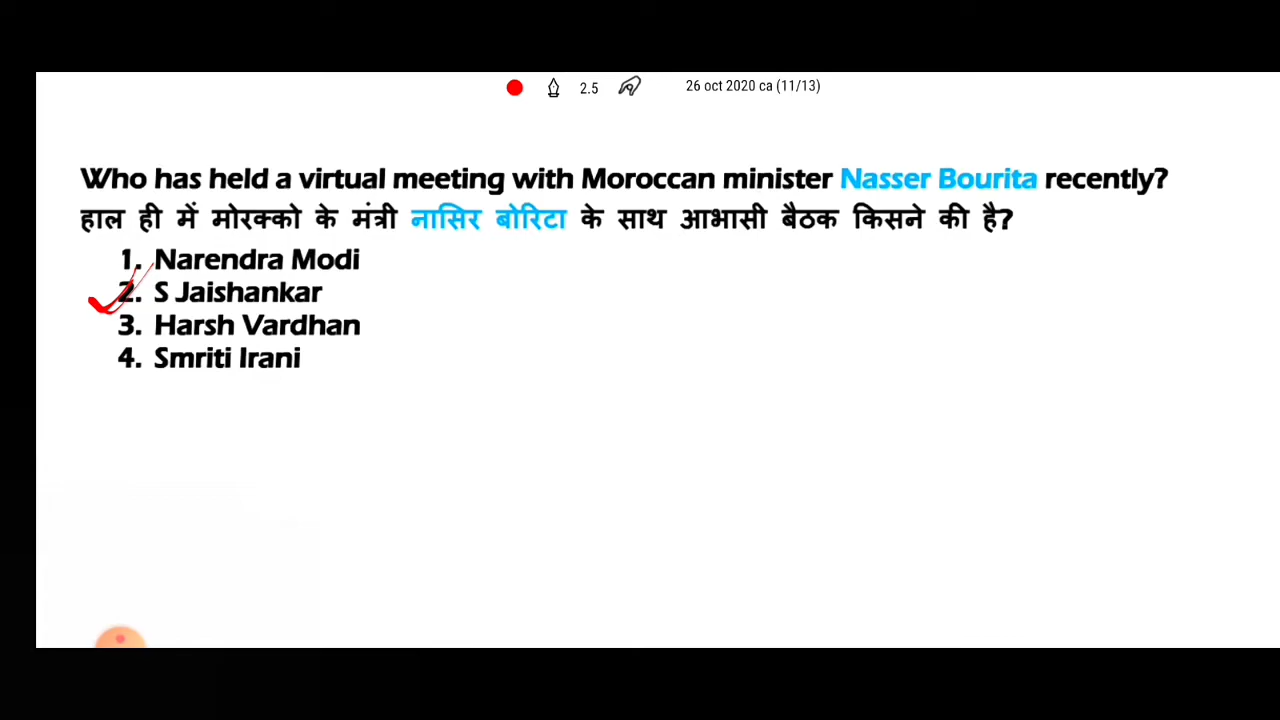 2.5 26 oct 2020 ca (11/13)
Who has held a virtual meeting with Moroccan minister Nasser Bourita recently?
हाल ही में मोरक्को के मंत्री नासिर बोरिटा के साथ आभासी बैठक किसने की है?
1. Narendra Modi
2. S Jaishankar
3. Harsh Vardhan
4. Smriti Irani